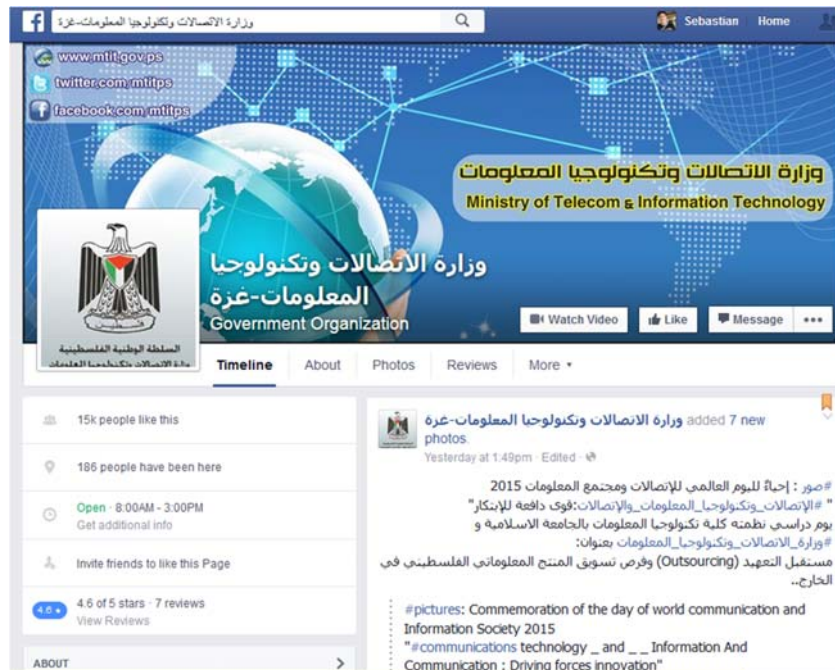 وزارة الاتصالات وتكنولوجيا المعلومات-غزة
Sebastian Home
www.mtit.gov.ps
twitter.com/mtitps
facebook.com/mtitps
وزارة الاتصالات وتكنولوجيا المعلومات
Ministry of Telecom & Information Technology
وزارة الاتصالات وتكنولوجيا
المعلومات-غزة
Government Organization
Watch Video Like Message •••
السلطة الوطنية الفلسطينية
وزارة الاتصالات وتكنولوجيا المعلومات
Timeline About Photos Reviews More
15k people like this
186 people have been here
Open · 8:00AM - 3:00PM
Get additional info
Invite friends to like this Page
4.6 4.6 of 5 stars · 7 reviews
View Reviews
ABOUT
وزارة الاتصالات وتكنولوجيا المعلومات-غزة added 7 new
photos.
Yesterday at 1:49pm · Edited ·
#صور : إحياءً لليوم العالمي للإتصالات ومجتمع المعلومات 2015
" #الإتصالات_وتكنولوجيا_المعلومات_والإتصالات:قوى دافعة للإبتكار"
يوم دراسي نظمته كلية تكنولوجيا المعلومات بالجامعة الاسلامية و
#وزارة_الاتصالات_وتكنولوجيا_المعلومات بعنوان:
مستقبل التعهيد (Outsourcing) وفرص تسويق المنتج المعلوماتي الفلسطيني في
الخارج..
#pictures: Commemoration of the day of world communication and
Information Society 2015
"#communications technology _ and _ _ Information And
Communication : Driving forces innovation"